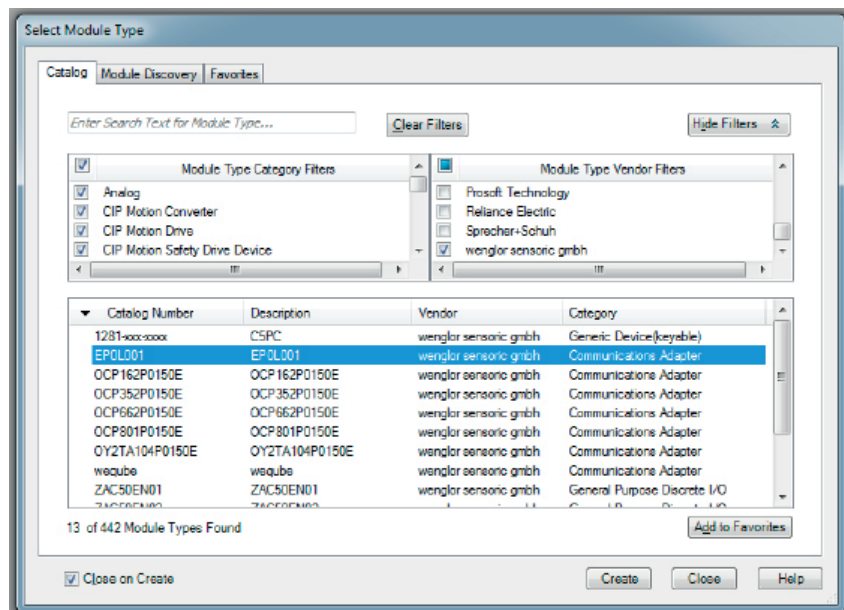 Select Module Type
Catalog Module Discovery Favorites
Enter Search Text for Module Type... Clear Filters Hide Filters
Module Type Category Filters Module Type Vendor Filters
Analog Prosoft Technology
CIP Motion Converter Reliance Electric
CIP Motion Drive Sprecher+Schuh
CIP Motion Safety Drive Device wenglor sensoric gmbh
Catalog Number Description Vendor Category
1281-xxx-xxxx CSPC wenglor sensoric gmbh Generic Device(keyable)
EP0L001 EP0L001 wenglor sensoric gmbh Communications Adapter
OCP162P0150E OCP162P0150E wenglor sensoric gmbh Communications Adapter
OCP352P0150E OCP352P0150E wenglor sensoric gmbh Communications Adapter
OCP662P0150E OCP662P0150E wenglor sensoric gmbh Communications Adapter
OCP801P0150E OCP801P0150E wenglor sensoric gmbh Communications Adapter
OY2TA104P0150E OY2TA104P0150E wenglor sensoric gmbh Communications Adapter
weqube weqube wenglor sensoric gmbh Communications Adapter
ZAC50EN01 ZAC50EN01 wenglor sensoric gmbh General Purpose Discrete I/O
13 of 442 Module Types Found Add to Favorites
Close on Create Create Close Help